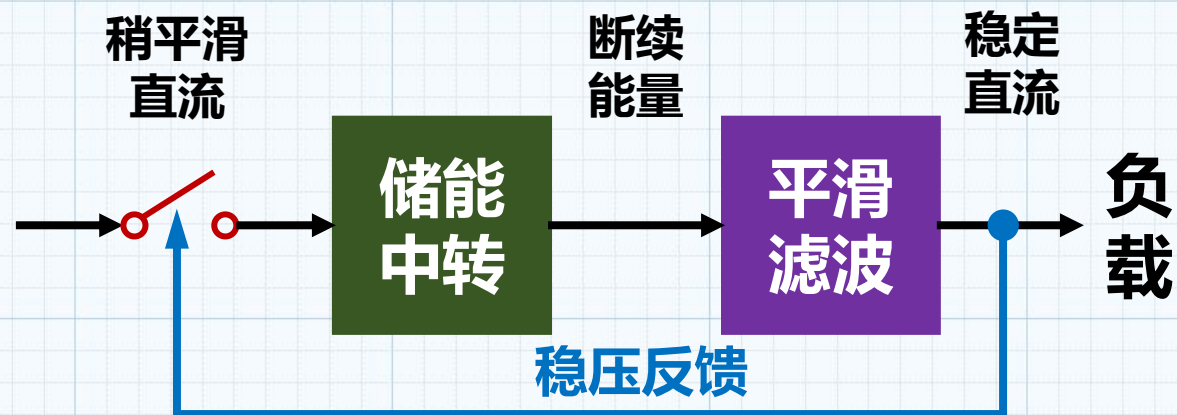 稍平滑
直流
断续
能量
稳定
直流
储能
中转
平滑
滤波
负
载
稳压反馈